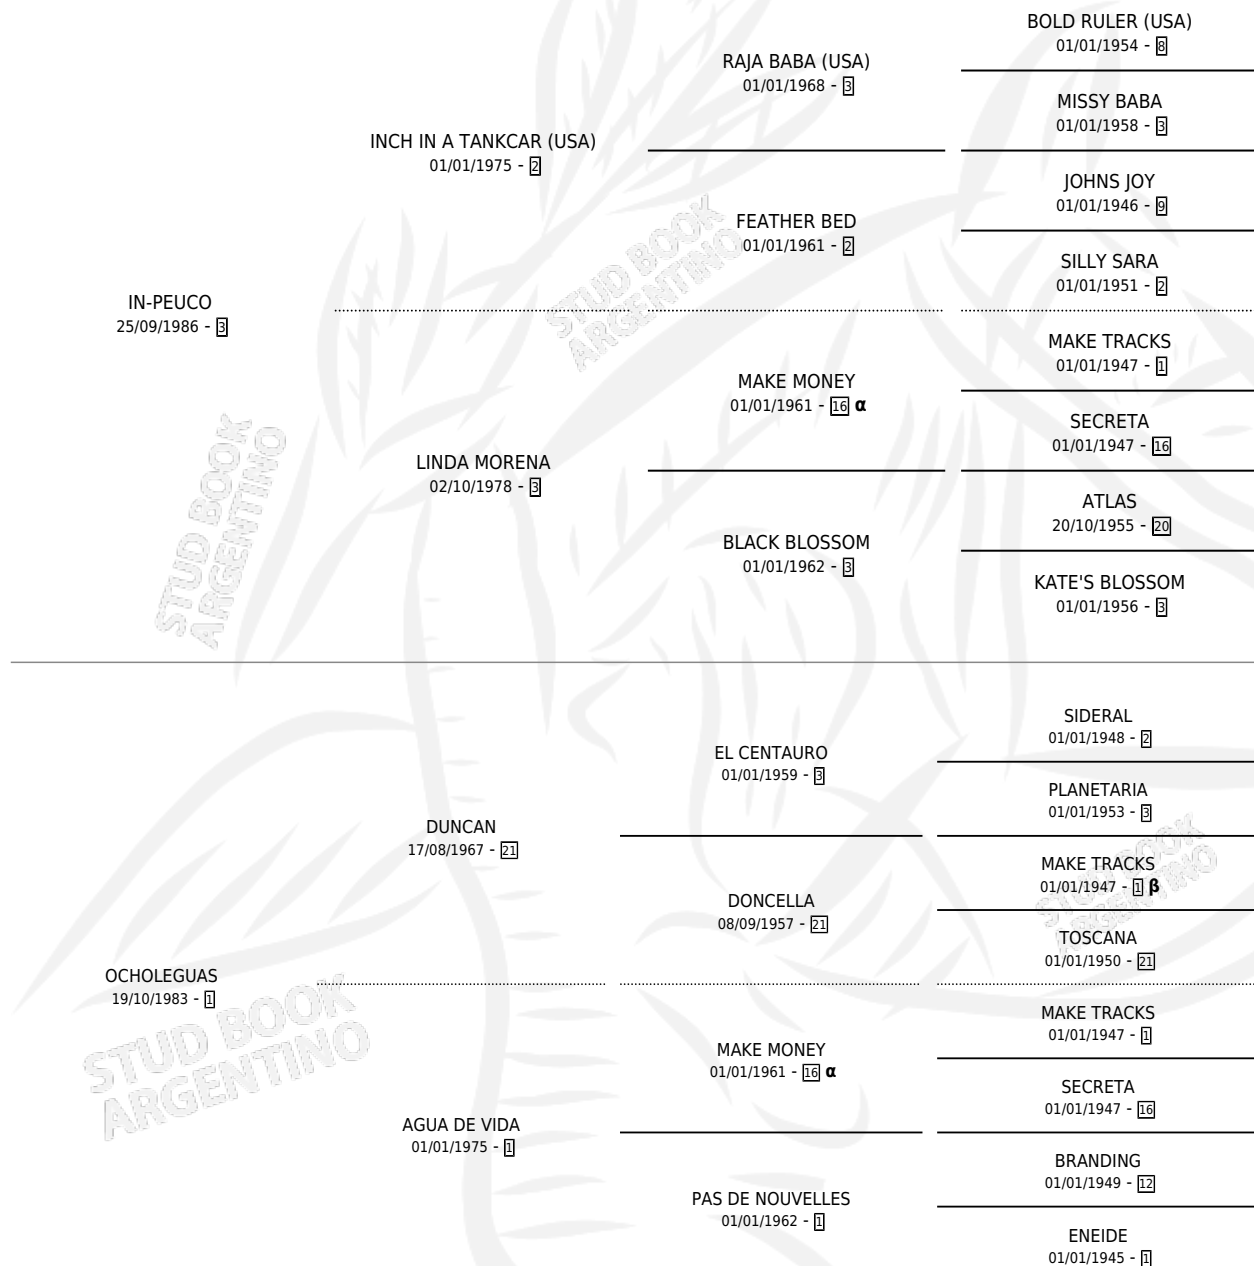 BOLD RULER (USA)
01/01/1954 - 8
RAJA BABA (USA)
01/01/1968 - 3
MISSY BABA
01/01/1958 - 3
INCH IN A TANKCAR (USA)
01/01/1975 - 2
JOHNS JOY
01/01/1946 - 9
FEATHER BED
01/01/1961 - 2
SILLY SARA
01/01/1951 - 2
IN-PEUCO
25/09/1986 - 3
MAKE TRACKS
01/01/1947 - 1
MAKE MONEY
01/01/1961 - 16 α
SECRETA
01/01/1947 - 16
LINDA MORENA
02/10/1978 - 3
ATLAS
20/10/1955 - 20
BLACK BLOSSOM
01/01/1962 - 3
KATE'S BLOSSOM
01/01/1956 - 3
SIDERAL
01/01/1948 - 2
EL CENTAURO
01/01/1959 - 3
PLANETARIA
01/01/1953 - 3
DUNCAN
17/08/1967 - 21
MAKE TRACKS
01/01/1947 - 1 β
DONCELLA
08/09/1957 - 21
TOSCANA
01/01/1950 - 21
OCHOLEGUAS
19/10/1983 - 1
MAKE TRACKS
01/01/1947 - 1
MAKE MONEY
01/01/1961 - 16 α
SECRETA
01/01/1947 - 16
AGUA DE VIDA
01/01/1975 - 1
BRANDING
01/01/1949 - 12
PAS DE NOUVELLES
01/01/1962 - 1
ENEIDE
01/01/1945 - 1
STUD BOOK
ARGENTINO
STUD BOOK
ARGENTINO
STUD BOOK
ARGENTINO
STUD BOOK
ARGENTINO